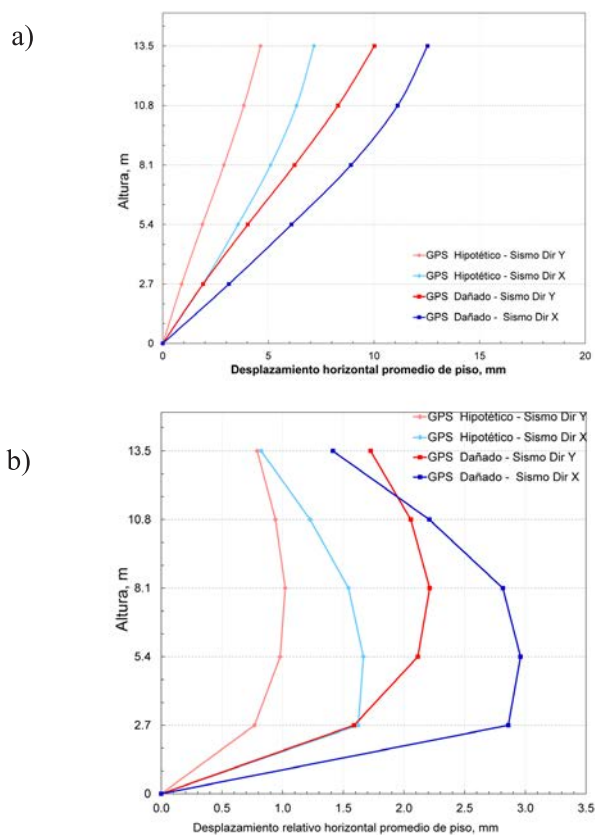 a)
13.5
10.8
8.1
5.4
2.7
0
Altura, m
GPS Hipotético - Sismo Dir Y
GPS Hipotético - Sismo Dir X
GPS Dañado - Sismo Dir Y
GPS Dañado - Sismo Dir X
0 5 10 15 20
Desplazamiento horizontal promedio de piso, mm
b)
GPS Hipotético - Sismo Dir Y
GPS Hipotético - Sismo Dir X
GPS Dañado - Sismo Dir Y
GPS Dañado - Sismo Dir X
13.5
10.8
8.1
5.4
2.7
0
Altura, m
0.0 0.5 1.0 1.5 2.0 2.5 3.0 3.5
Desplazamiento relativo horizontal promedio de piso, mm